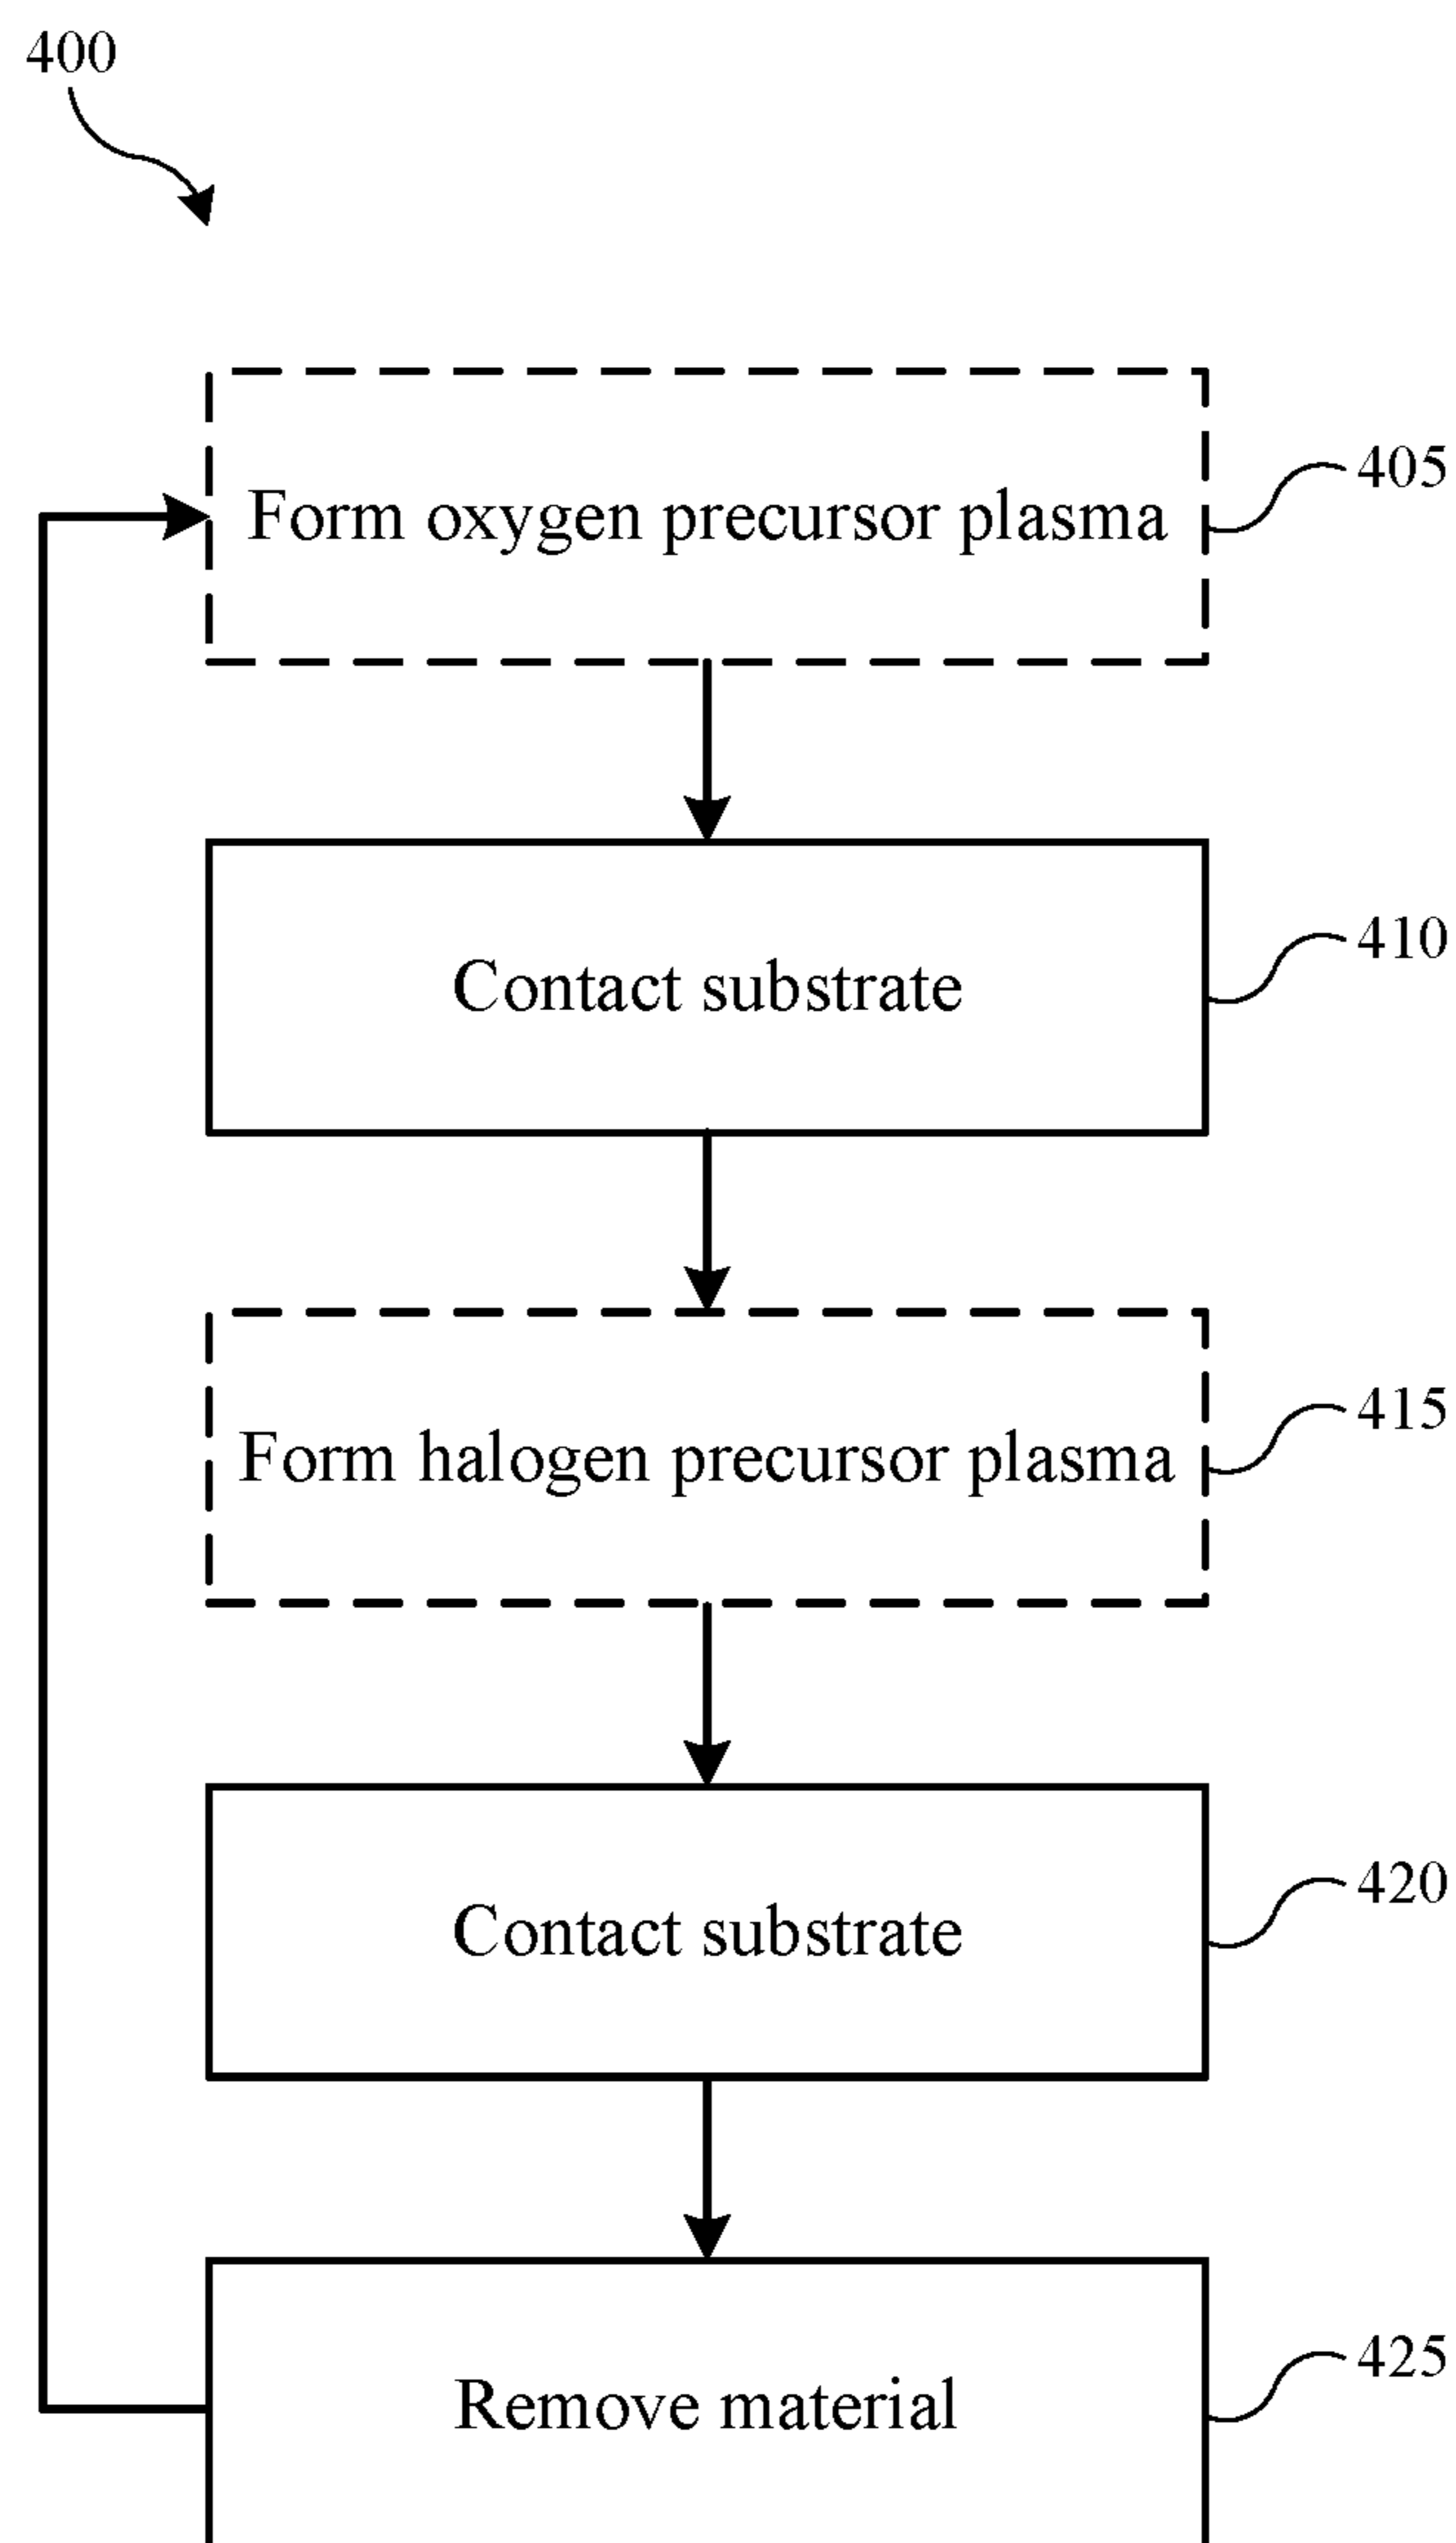 400
Form oxygen precursor plasma
405
Contact substrate
410
Form halogen precursor plasma
415
Contact substrate
420
Remove material
425